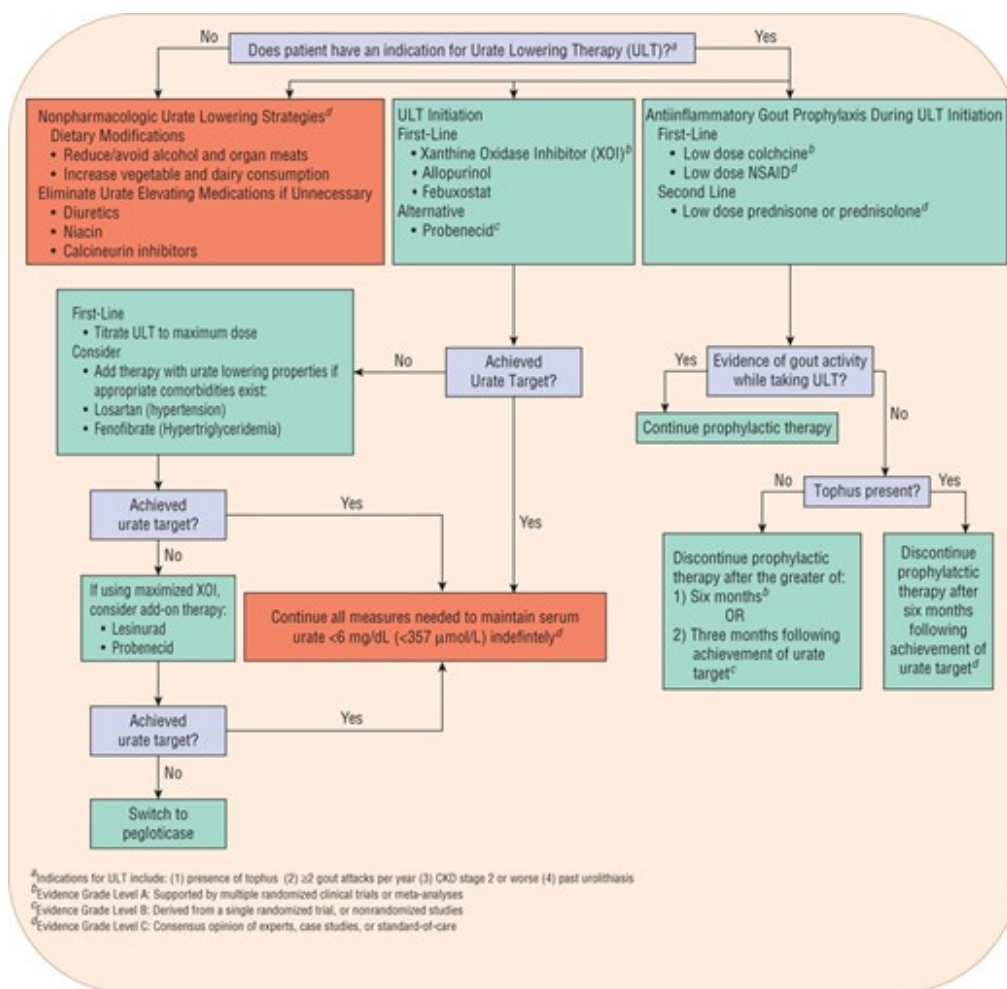 No
Does patient have an indication for Urate Lowering Therapy (ULT)?a
Yes
Nonpharmacologic Urate Lowering Strategiesd
Dietary Modifications
• Reduce/avoid alcohol and organ meats
• Increase vegetable and dairy consumption
Eliminate Urate Elevating Medications if Unnecessary
• Diuretics
• Niacin
• Calcineurin inhibitors
ULT Initiation
First-Line
• Xanthine Oxidase Inhibitor (XOI)b
• Allopurinol
• Febuxostat
Alternative
• Probenecidc
Antiinflammatory Gout Prophylaxis During ULT Initiation
First-Line
• Low dose colchcineb
• Low dose NSAIDd
Second Line
• Low dose prednisone or prednisoloned
First-Line
• Titrate ULT to maximum dose
Consider
• Add therapy with urate lowering properties if
appropriate comorbidities exist:
• Losartan (hypertension)
• Fenofibrate (Hypertriglyceridemia)
No
Achieved
Urate Target?
Yes
Evidence of gout activity
while taking ULT?
Continue prophylactic therapy
No
No
Tophus present?
Yes
Achieved
urate target?
Yes
Yes
No
If using maximized XOI,
consider add-on therapy:
• Lesinurad
• Probenecid
Continue all measures needed to maintain serum
urate <6 mg/dL (<357 µmol/L) indefintelyd
Discontinue prophylactic
therapy after the greater of:
1) Six monthsb
OR
2) Three months following
achievement of urate
targetc
Discontinue
prophylatctic
therapy after
six months
following
achievement of
urate targetd
Achieved
urate target?
Yes
No
Switch to
pegloticase
aIndications for ULT include: (1) presence of tophus (2) ≥2 gout attacks per year (3) CKD stage 2 or worse (4) past urolithiasis
bEvidence Grade Level A: Supported by multiple randomized clinical trials or meta-analyses
cEvidence Grade Level B: Derived from a single randomized trial, or nonrandomized studies
dEvidence Grade Level C: Consensus opinion of experts, case studies, or standard-of-care